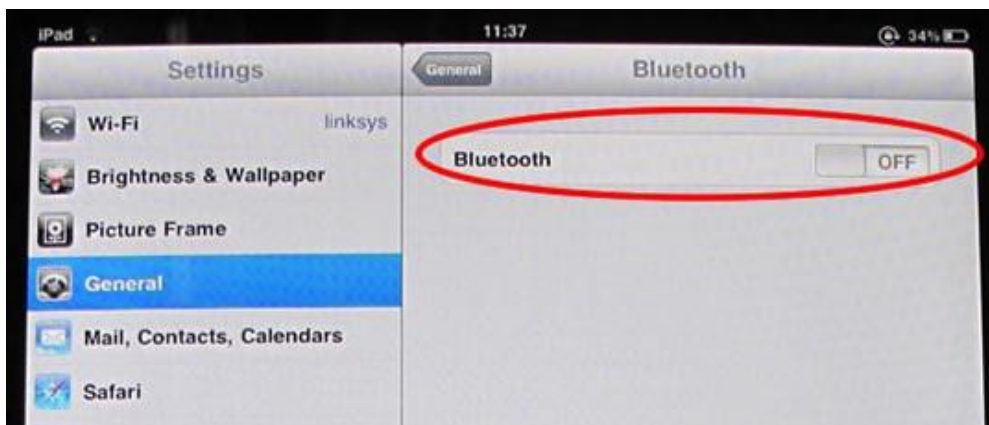 iPad 11:37 34%
Settings
General Bluetooth
Wi-Fi linksys
Bluetooth OFF
Brightness & Wallpaper
Picture Frame
General
Mail, Contacts, Calendars
Safari